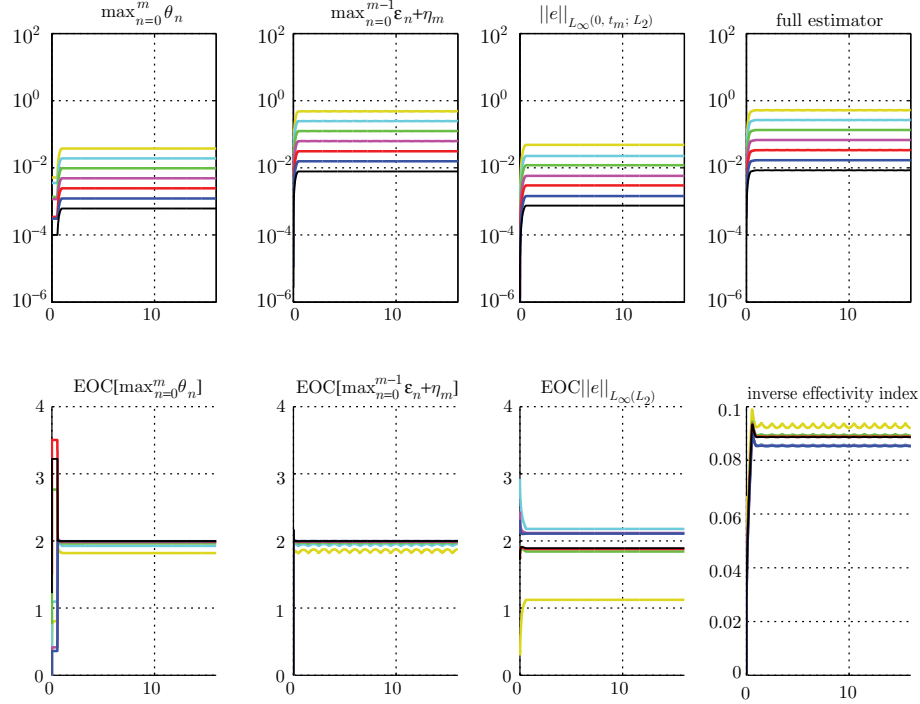 max_{n=0}^{m} θ_n
max_{n=0}^{m−1} ε_n+η_m
||e||_{L_∞(0, t_m; L_2)}
full estimator
10^2 10^2 10^2 10^2
10^0 10^0 10^0 10^0
10^−2 10^−2 10^−2 10^−2
10^−4 10^−4 10^−4 10^−4
10^−6 10^−6 10^−6 10^−6
0 10 0 10 0 10 0 10
EOC[max_{n=0}^{m} θ_n]
EOC[max_{n=0}^{m−1} ε_n+η_m]
EOC||e||_{L_∞(L_2)}
inverse effectivity index
4 4 4 0.1
3 3 3 0.08
2 2 2 0.06
1 1 1 0.04
0.02
0 0 0 0
0 10 0 10 0 10 0 10